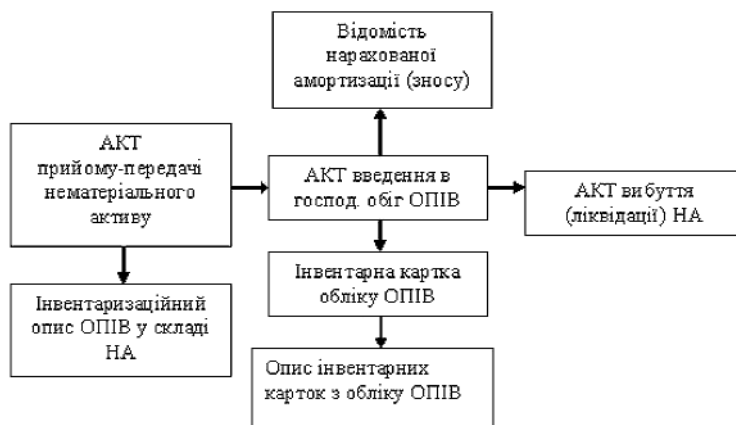 Відомість
нарахованої
амортизації (зносу)
АКТ
прийому-передачі
нематеріального
активу
АКТ введення в
господ. обіг ОПІВ
АКТ вибуття
(ліквідації) НА
Інвентаризаційний
опис ОПІВ у складі
НА
Інвентарна картка
обліку ОПІВ
Опис інвентарних
карток з обліку ОПІВ